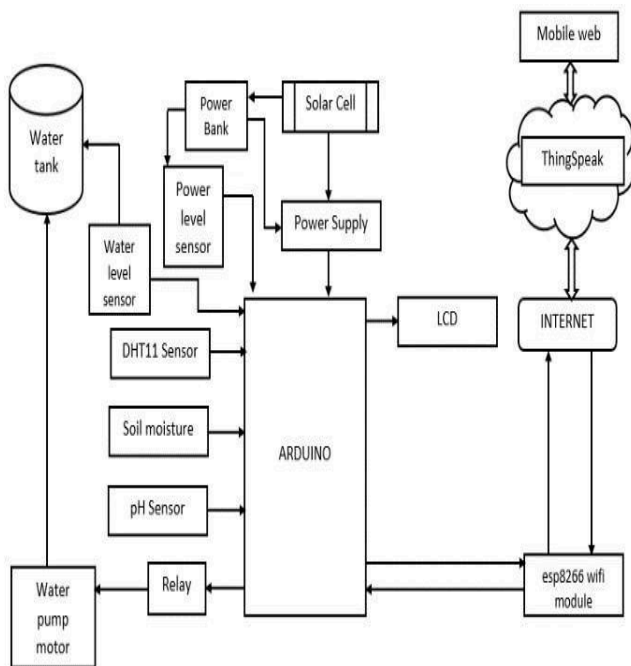 Mobile web
Power
Bank
Solar Cell
Water
tank
ThingSpeak
Power
level
sensor
Power Supply
Water
level
sensor
LCD
INTERNET
DHT11 Sensor
Soil moisture
ARDUINO
pH Sensor
Water
pump
motor
Relay
esp8266 wifi
module